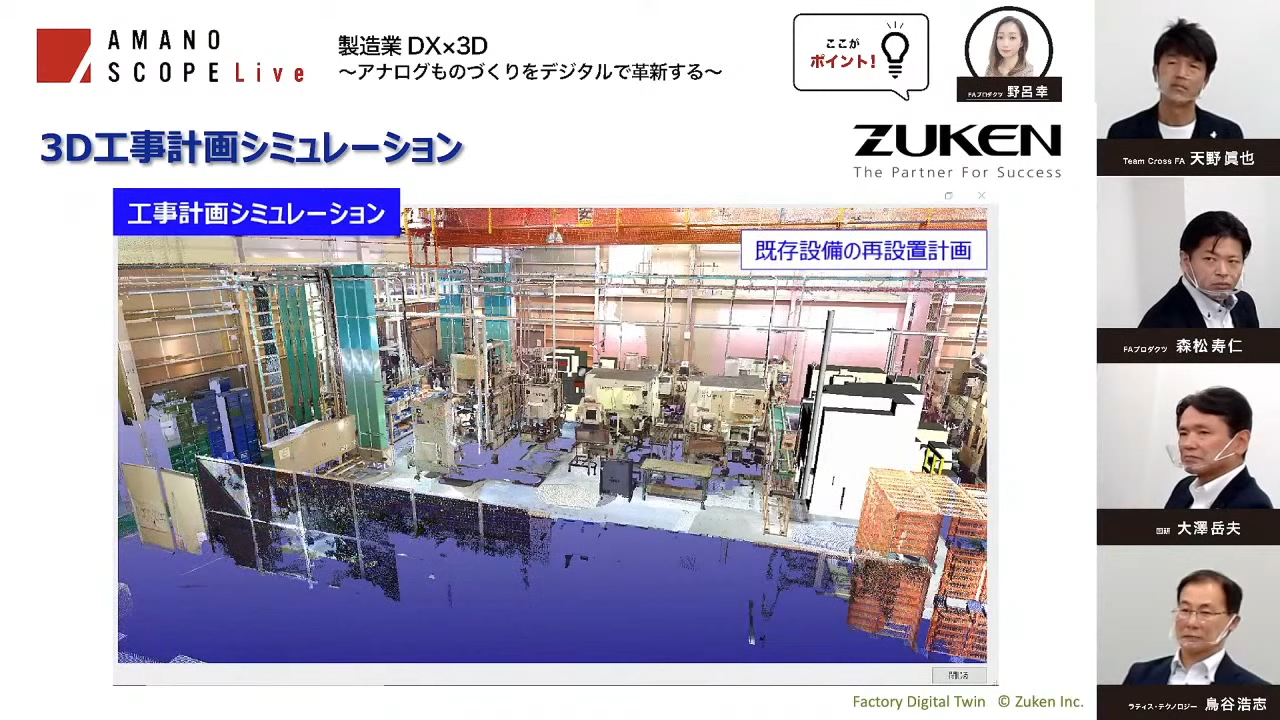 AMANO
SCOPE Live
製造業 DX×3D
～アナログものづくりをデジタルで革新する～
ここが
ポイント!
FAプロダクツ 野呂幸
Team Cross FA 天野眞也
3D工事計画シミュレーション
ZUKEN
The Partner For Success
工事計画シミュレーション
既存設備の再設置計画
FAプロダクツ 森松寿仁
図研 大澤岳夫
閉じる
Factory Digital Twin © Zuken Inc.
ラティス・テクノロジー 鳥谷浩志